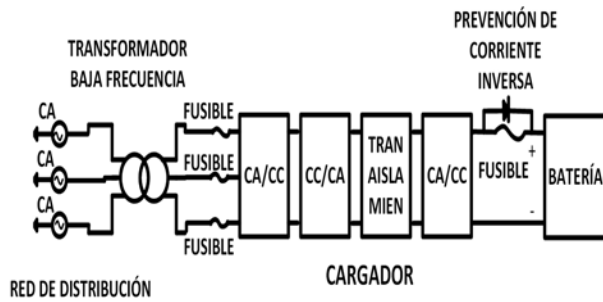 PREVENCIÓN DE
CORRIENTE
INVERSA
TRANSFORMADOR
BAJA FRECUENCIA
CA
FUSIBLE
CA
FUSIBLE
CA
FUSIBLE
CA/CC
CC/CA
TRAN
AISLA
MIEN
CA/CC
FUSIBLE
+
-
BATERÍA
CARGADOR
RED DE DISTRIBUCIÓN